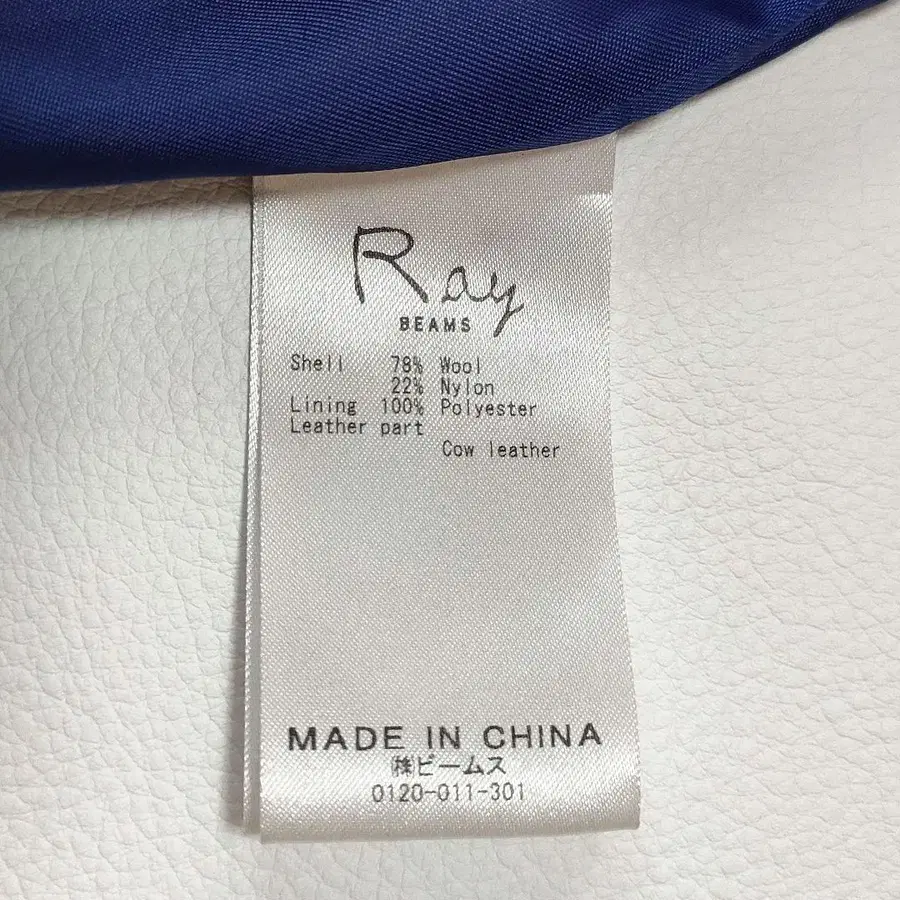 Ray
BEAMS
Shell 78% Wool
22% Nylon
Lining 100% Polyester
Leather part
Cow leather
MADE IN CHINA
㈱ビームス
0120-011-301